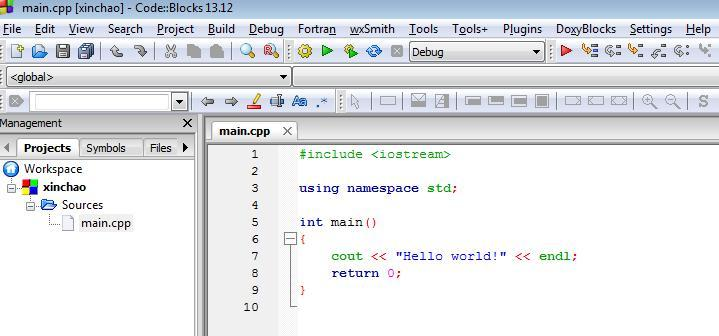 main.cpp [xinchao] - Code::Blocks 13.12
File Edit View Search Project Build Debug Fortran wxSmith Tools Tools+ Plugins DoxyBlocks Settings Help
Debug
<global>
Aa .* S
Management
main.cpp
Projects Symbols Files
Workspace
xinchao
Sources
main.cpp
1 #include <iostream>
2
3 using namespace std;
4
5 int main()
6 {
7 cout << "Hello world!" << endl;
8 return 0;
9 }
10